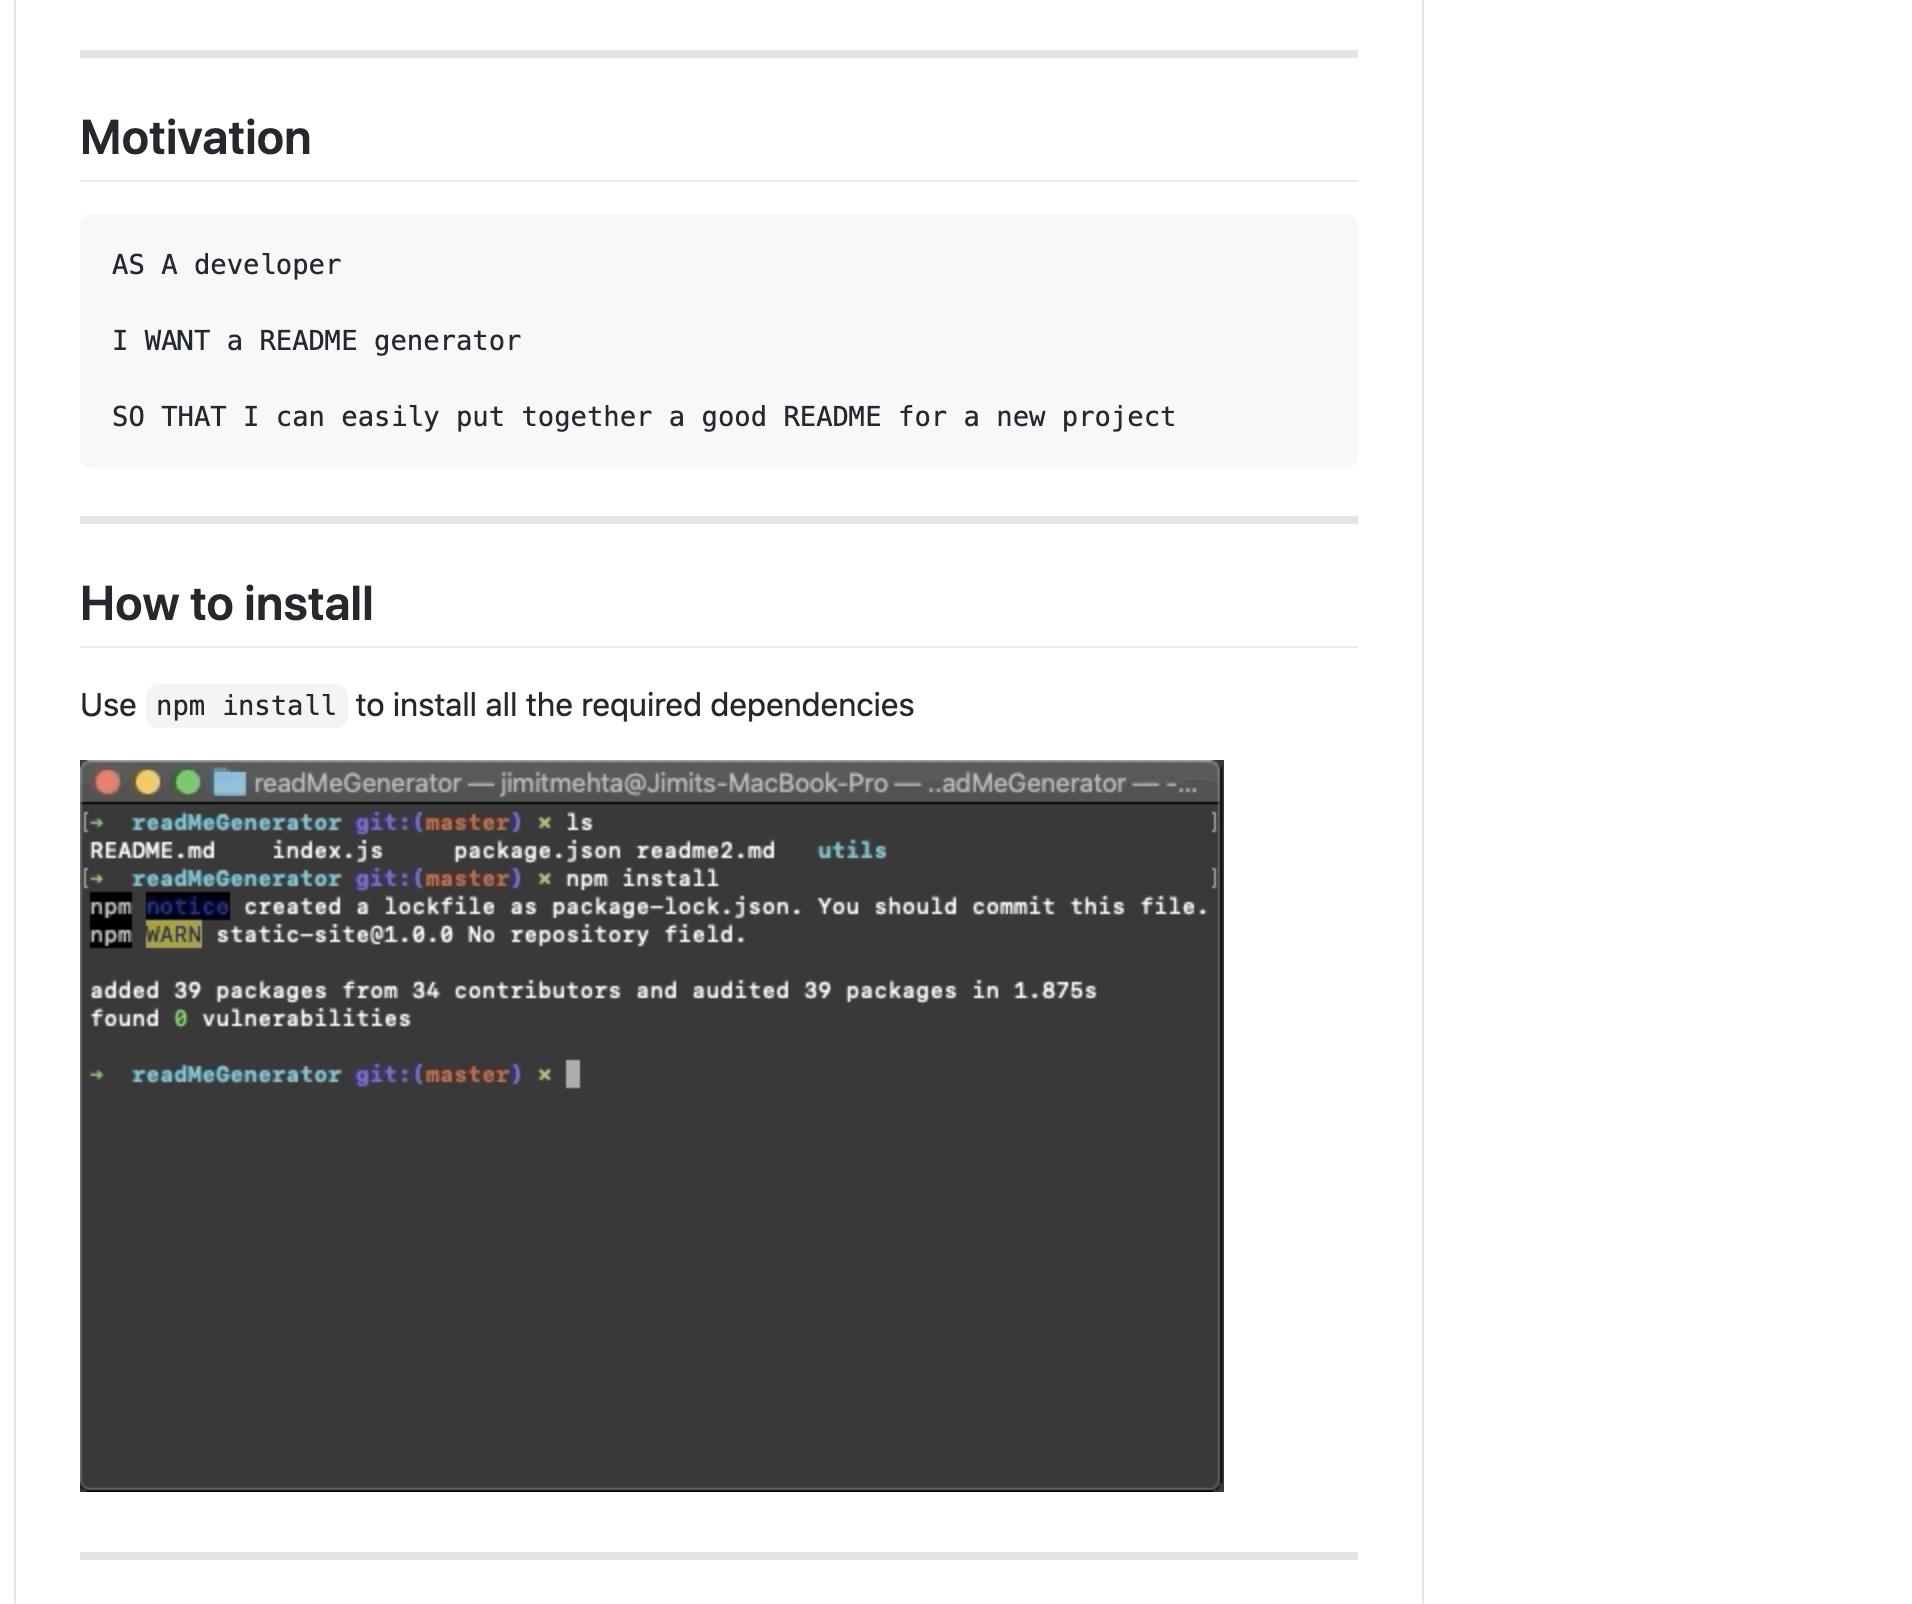 Motivation
AS A developer
I WANT a README generator
SO THAT I can easily put together a good README for a new project
How to install
Use npm install to install all the required dependencies
readMeGenerator — jimitmehta@Jimits-MacBook-Pro — ..adMeGenerator — -...
[→ readMeGenerator git:(master) × ls ]
README.md index.js package.json readme2.md utils
[→ readMeGenerator git:(master) × npm install ]
npm notice created a lockfile as package-lock.json. You should commit this file.
npm WARN static-site@1.0.0 No repository field.
added 39 packages from 34 contributors and audited 39 packages in 1.875s
found 0 vulnerabilities
→ readMeGenerator git:(master) ×